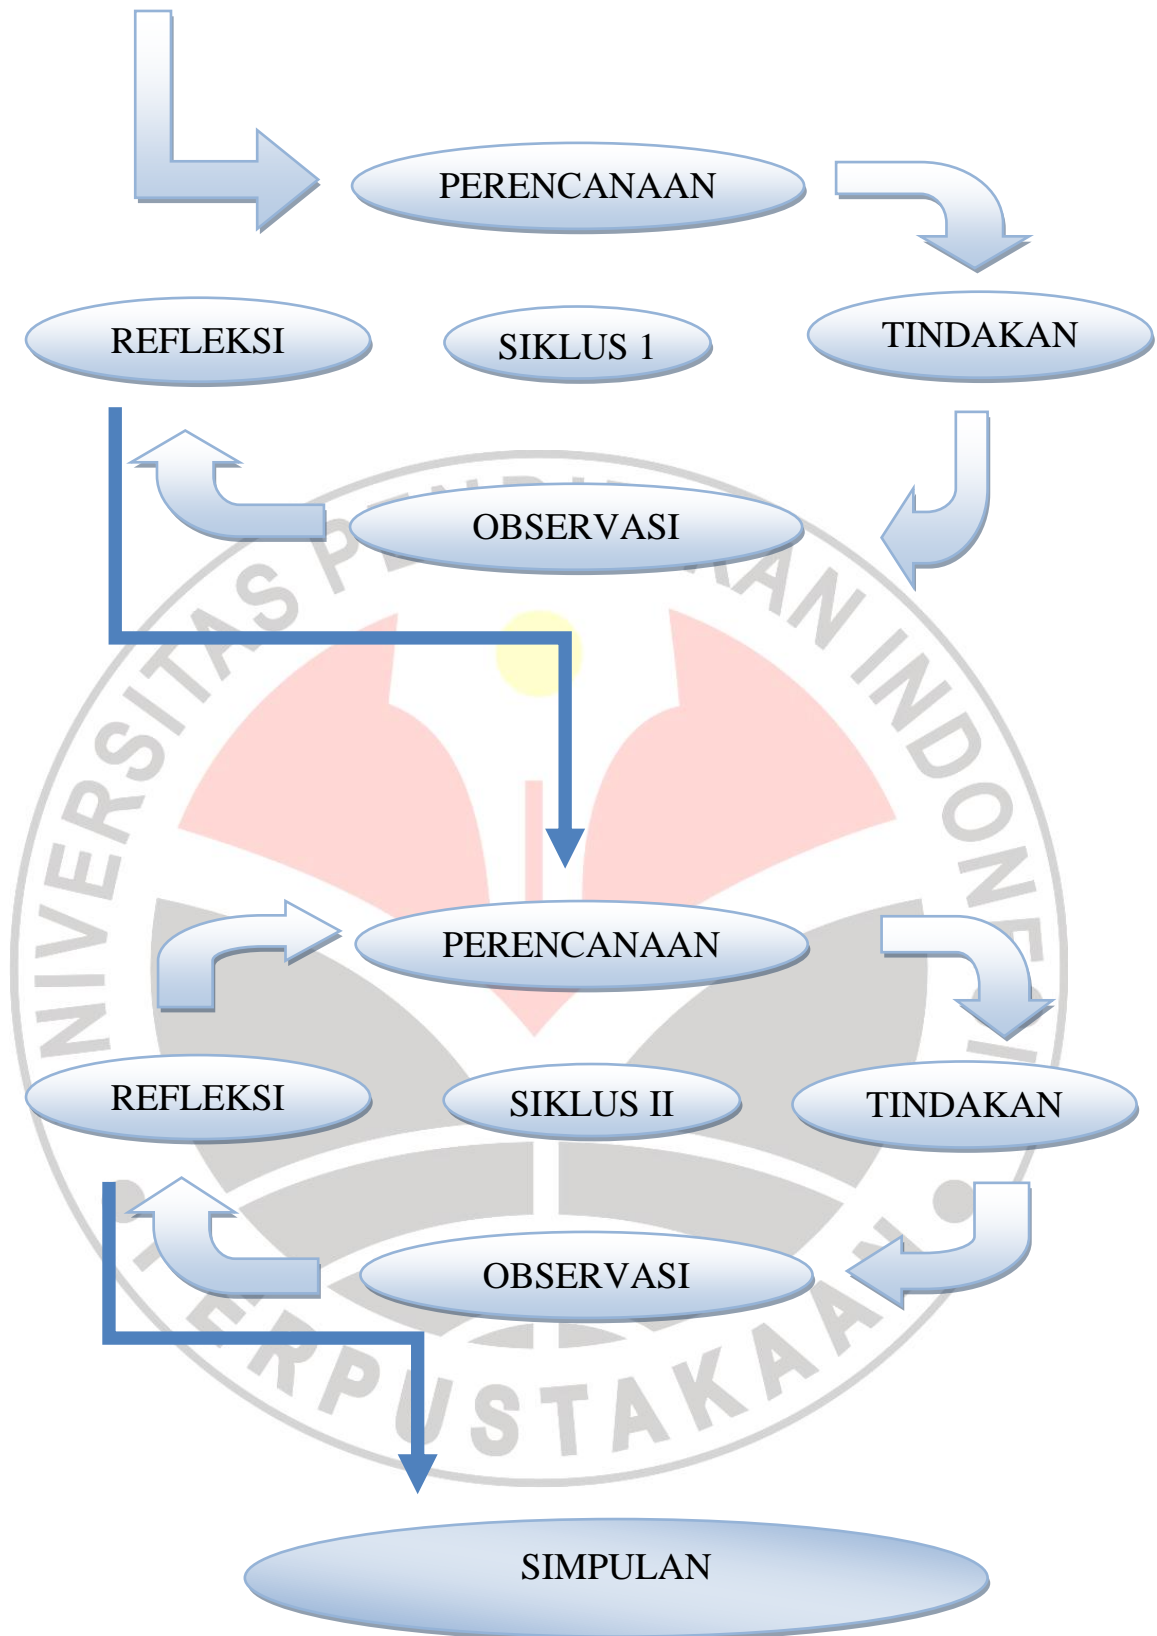 PERENCANAAN
REFLEKSI
SIKLUS 1
TINDAKAN
OBSERVASI
PERENCANAAN
REFLEKSI
SIKLUS II
TINDAKAN
OBSERVASI
SIMPULAN